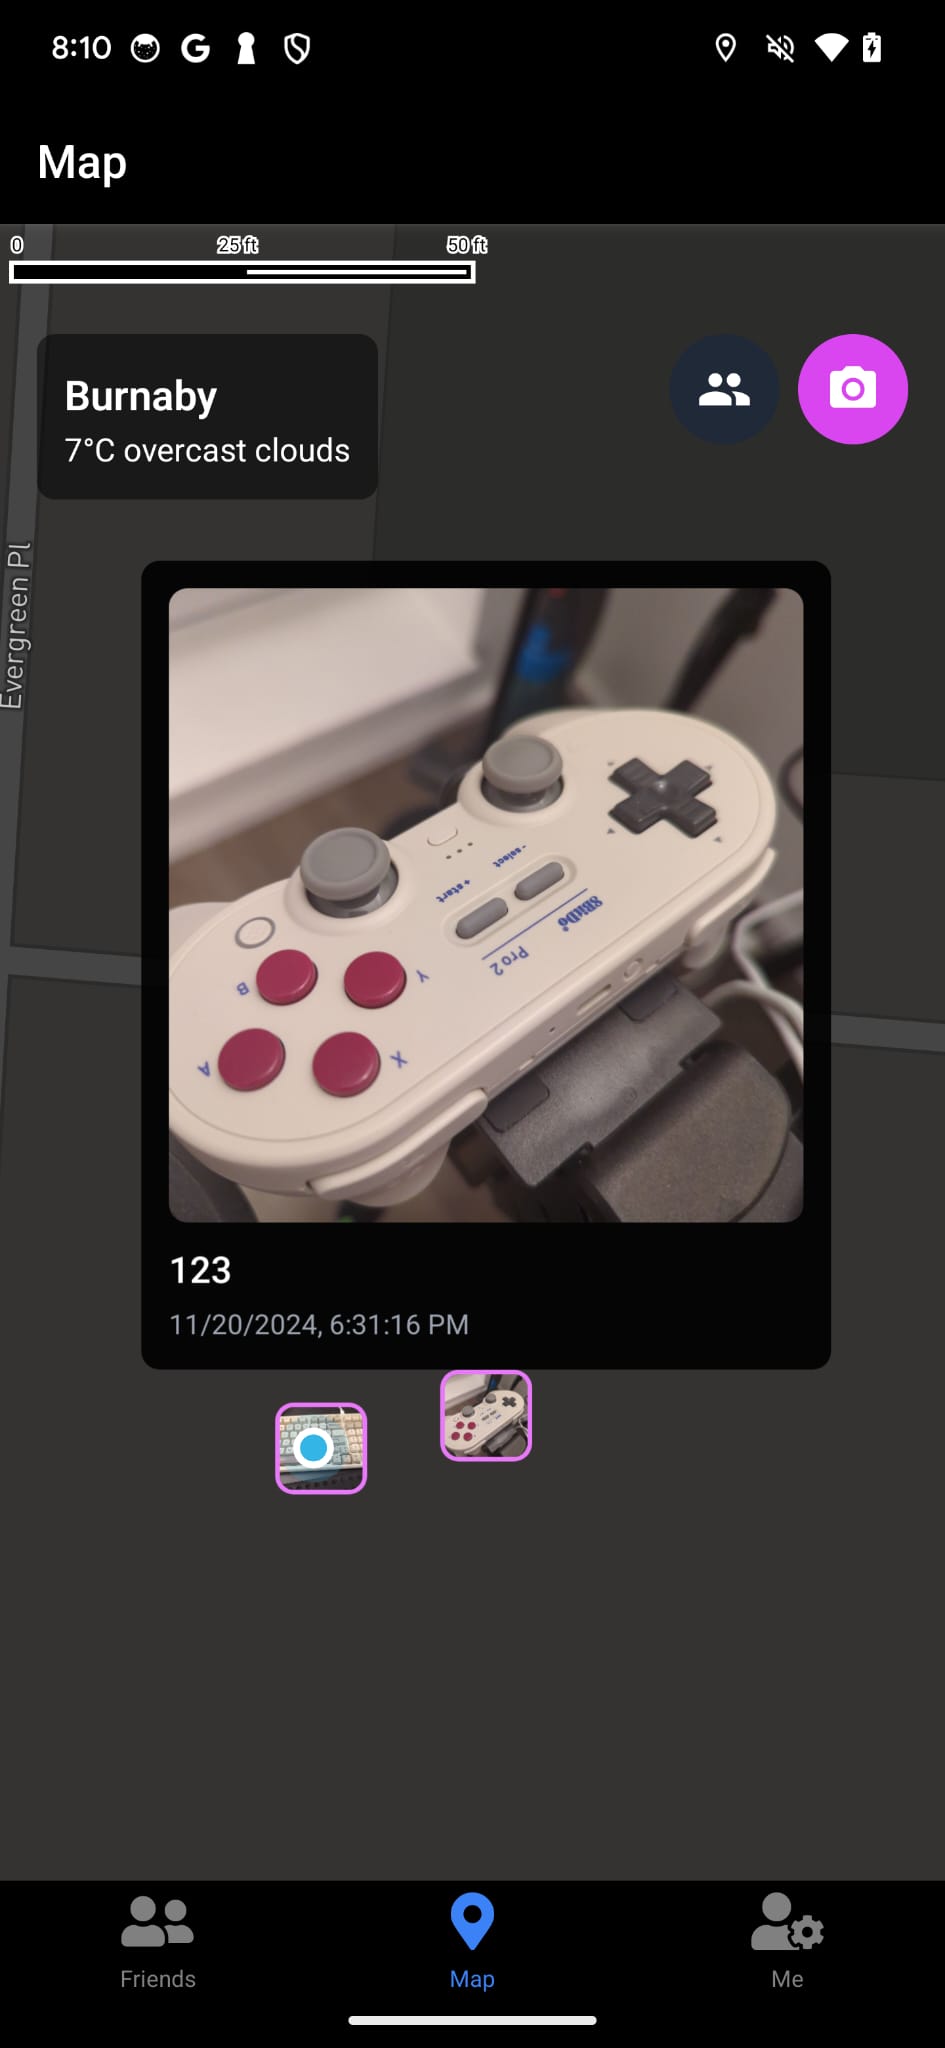 8:10
Map
0 25 ft 50 ft
Burnaby
7°C overcast clouds
Evergreen Pl
- select
+ start
8BitDo
Pro 2
B
Y
A
X
123
11/20/2024, 6:31:16 PM
Friends Map Me